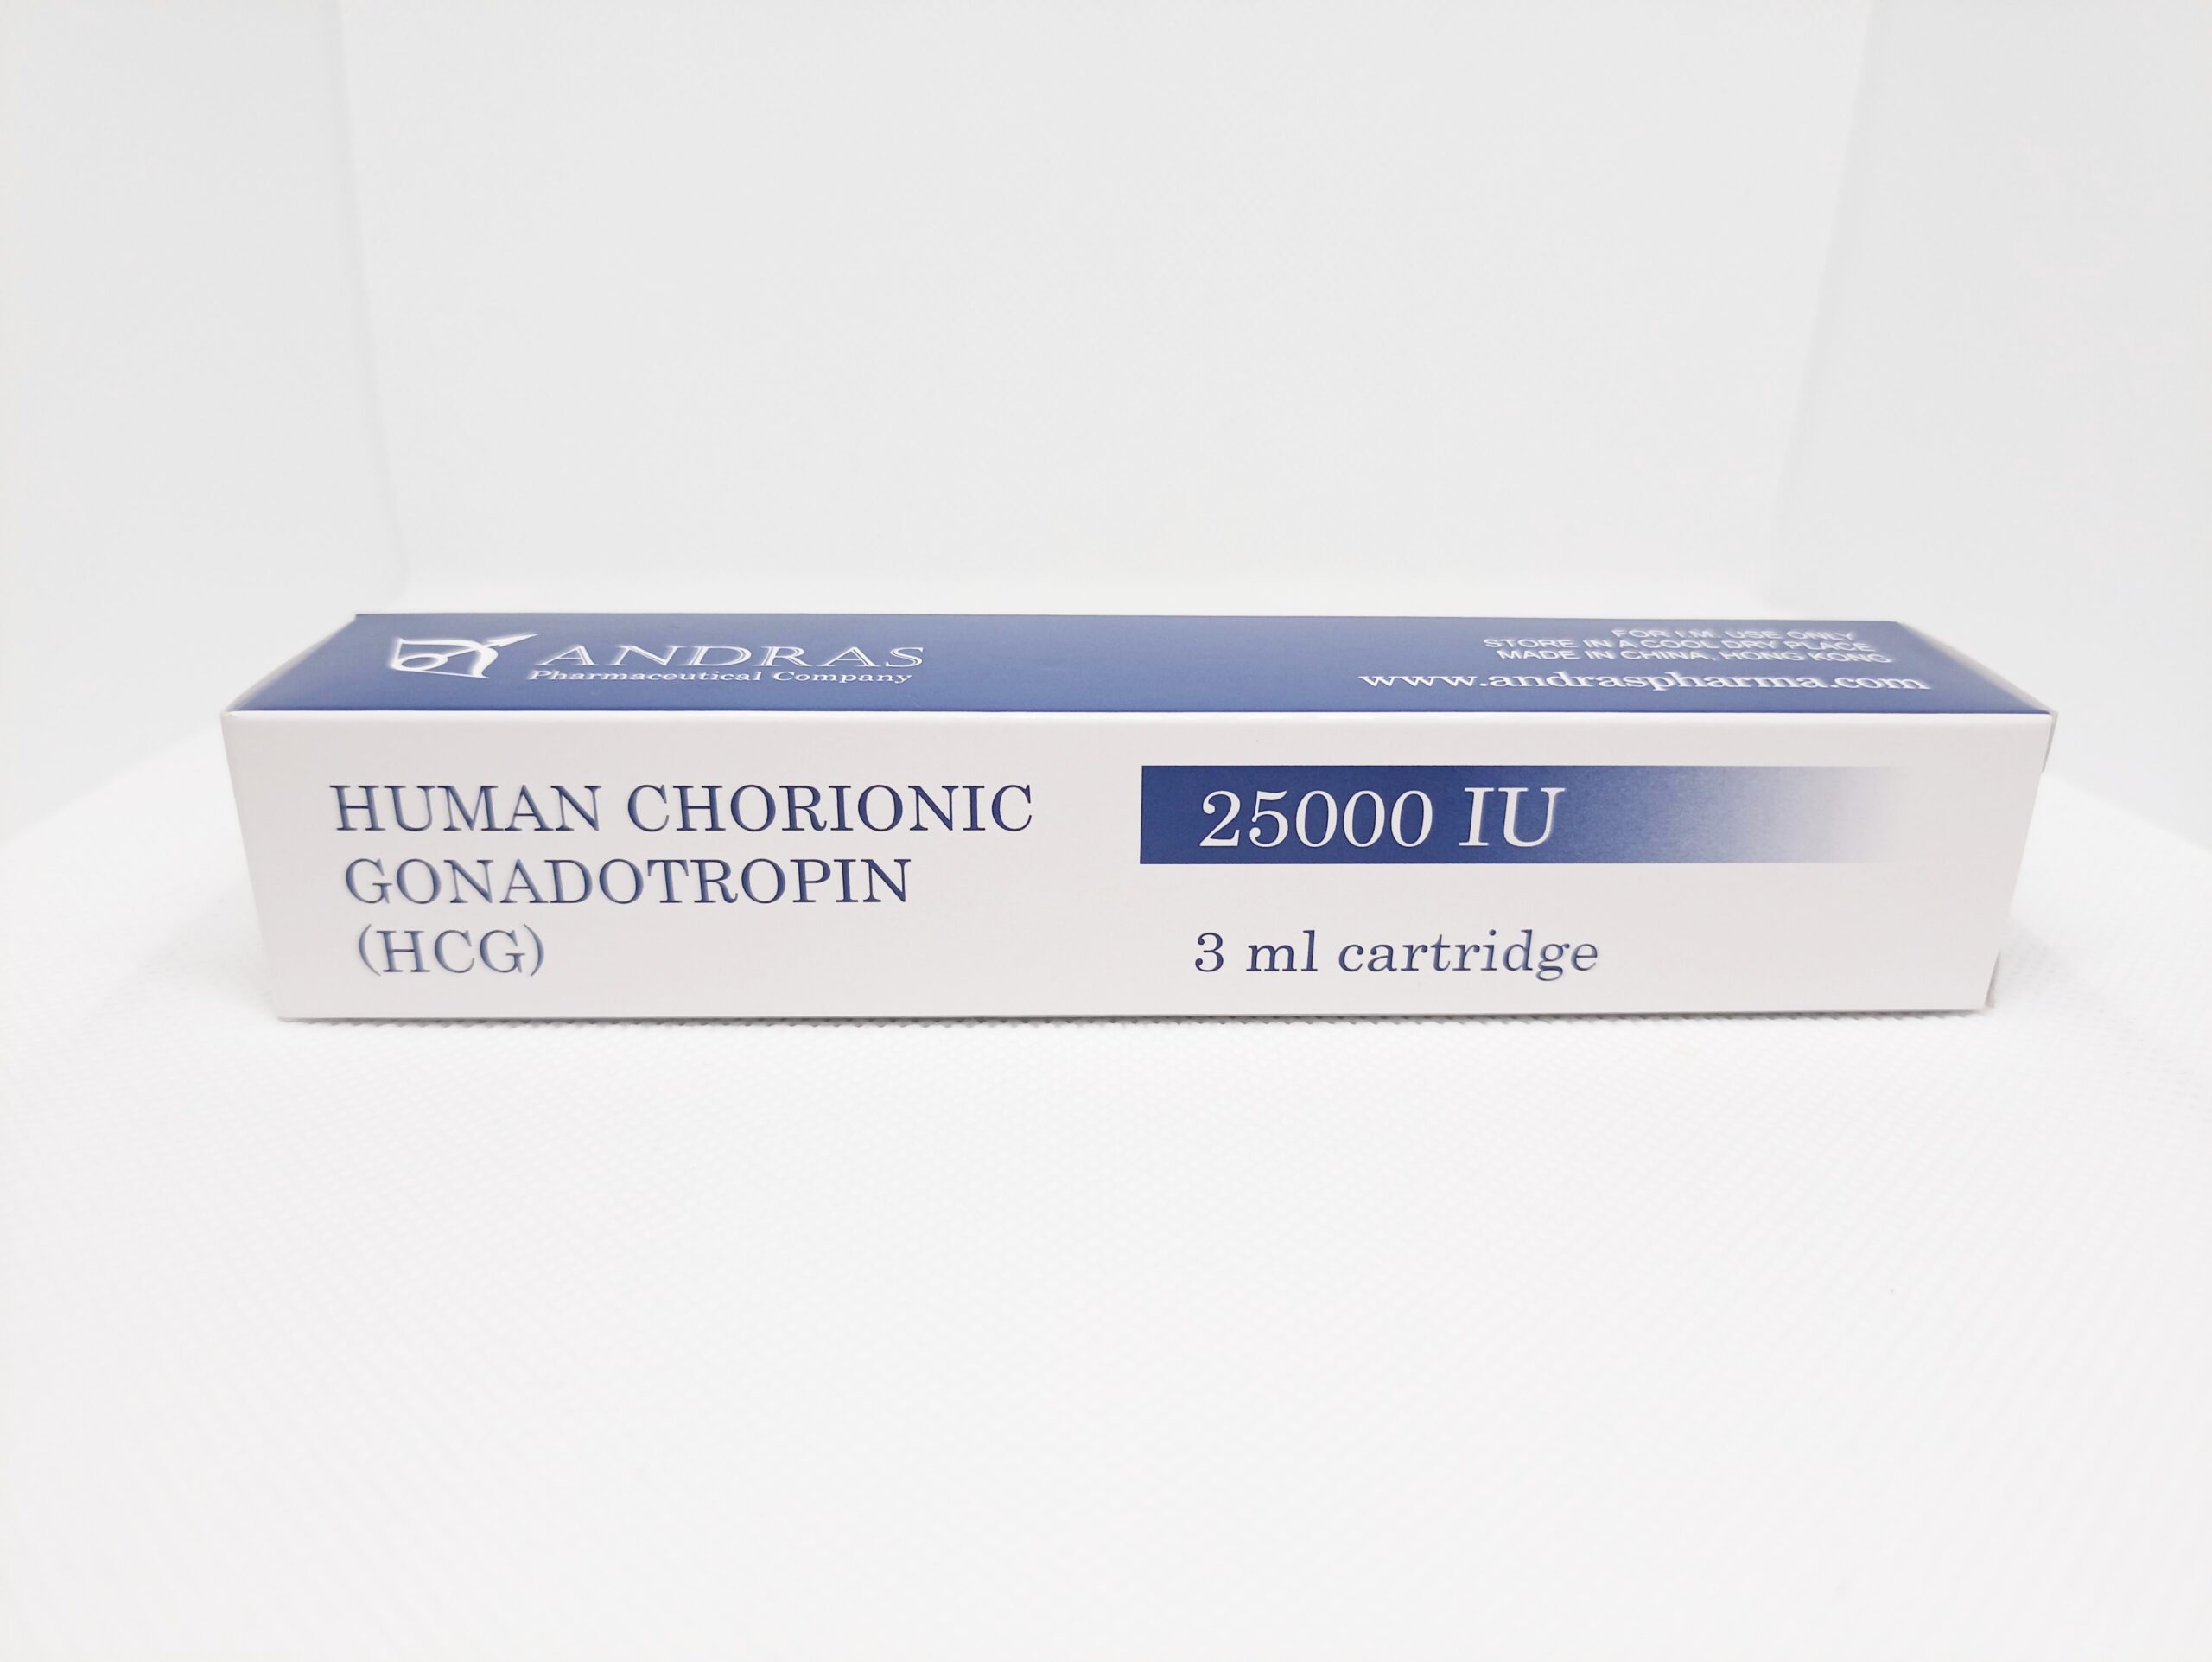 ANDRAS
Pharmaceutical Company
FOR I.M. USE ONLY
STORE IN A COOL DRY PLACE
MADE IN CHINA, HONG KONG
www.andraspharma.com
HUMAN CHORIONIC
GONADOTROPIN
(HCG)
25000 IU
3 ml cartridge